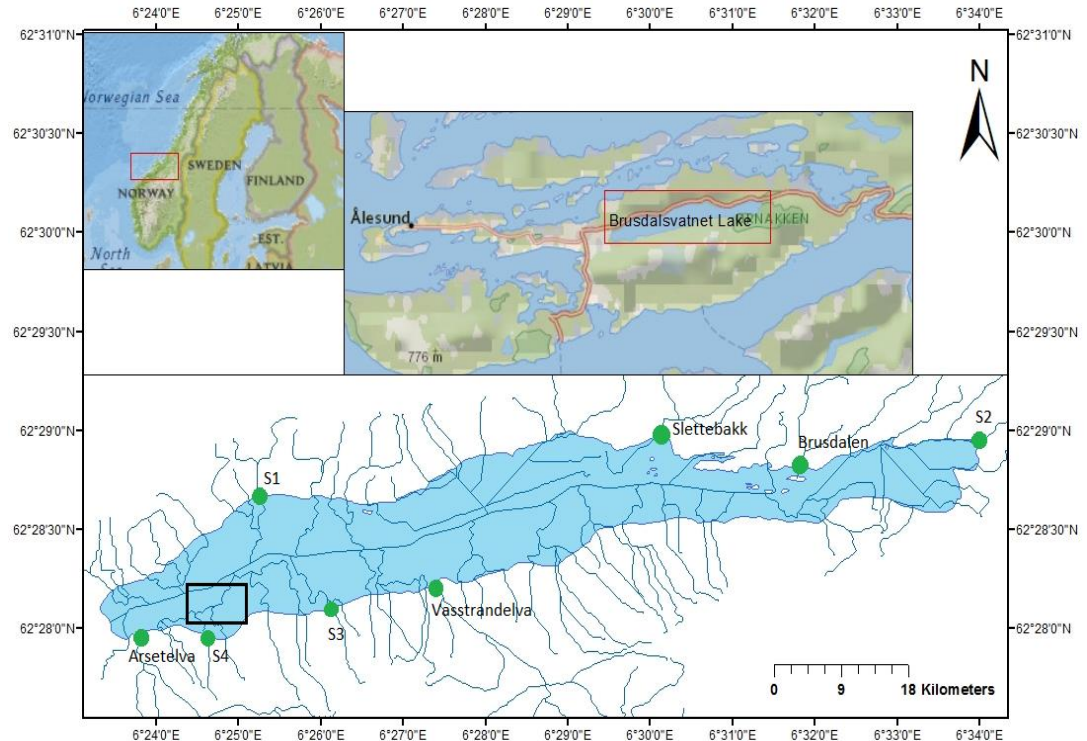 6°24'0"E 6°25'0"E 6°26'0"E 6°27'0"E 6°28'0"E 6°29'0"E 6°30'0"E 6°31'0"E 6°32'0"E 6°33'0"E 6°34'0"E
62°31'0"N 62°31'0"N
N
Norwegian Sea
62°30'30"N 62°30'30"N
SWEDEN
FINLAND
NORWAY
Ålesund
Brusdalsvatnet Lake
62°30'0"N 62°30'0"N
EST.
North
LATVIA
62°29'30"N 62°29'30"N
776 m
S2
62°29'0"N Slettebakk 62°29'0"N
Brusdalen
S1
62°28'30"N 62°28'30"N
Vasstrandelva
S3
62°28'0"N 62°28'0"N
Arsetelva S4
0 9 18 Kilometers
6°24'0"E 6°25'0"E 6°26'0"E 6°27'0"E 6°28'0"E 6°29'0"E 6°30'0"E 6°31'0"E 6°32'0"E 6°33'0"E 6°34'0"E